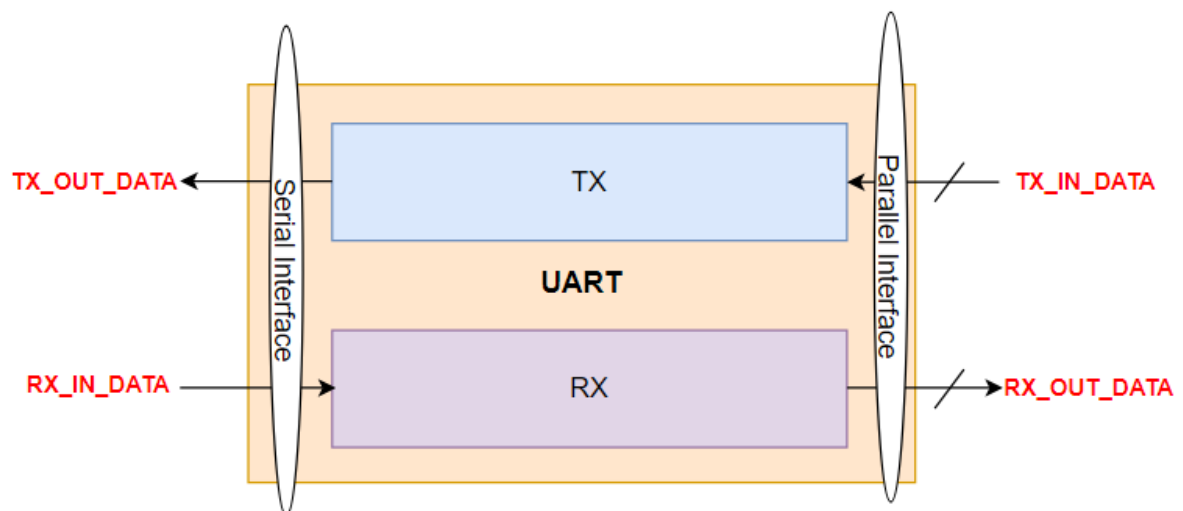 TX
TX_OUT_DATA
Serial Interface
Parallel Interface
TX_IN_DATA
UART
RX_IN_DATA
RX
RX_OUT_DATA